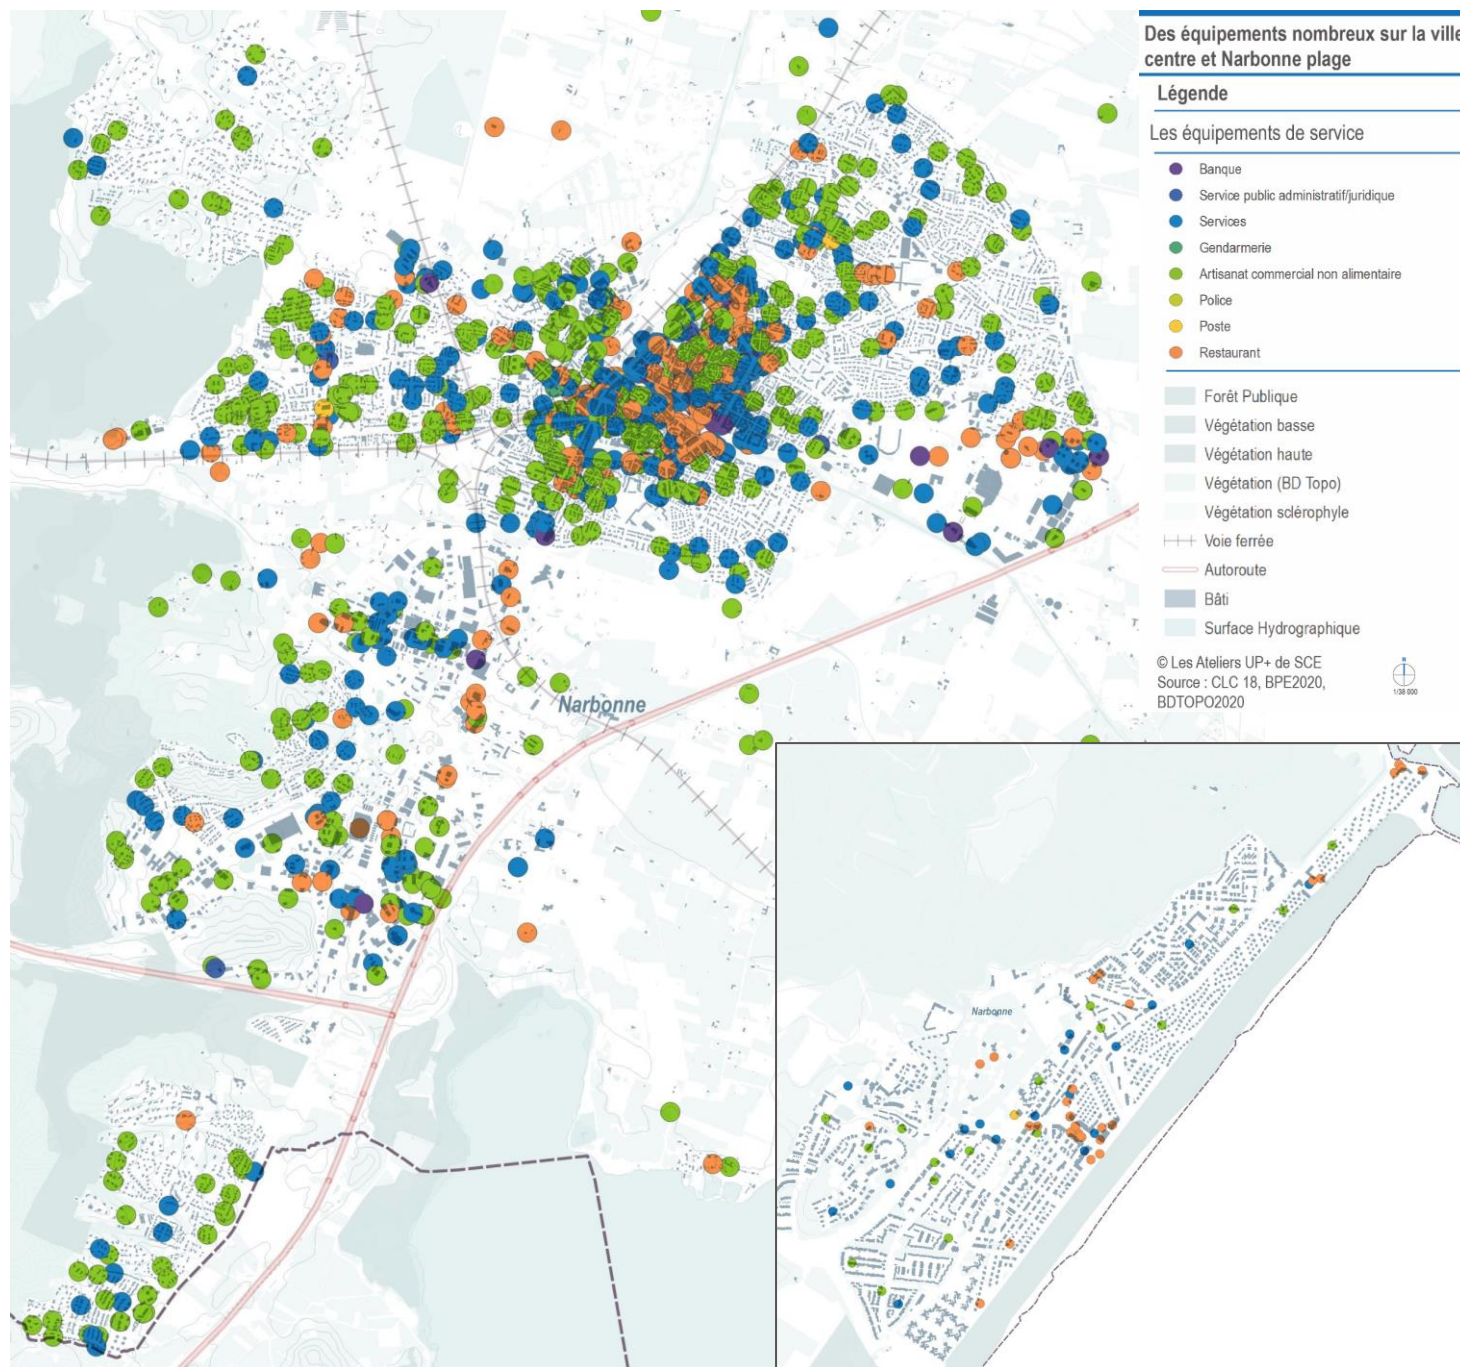 Des équipements nombreux sur la ville
centre et Narbonne plage
Légende
Les équipements de service
Banque
Service public administratif/juridique
Services
Gendarmerie
Artisanat commercial non alimentaire
Police
Poste
Restaurant
Forêt Publique
Végétation basse
Végétation haute
Végétation (BD Topo)
Végétation sclérophyle
Voie ferrée
Autoroute
Bâti
Surface Hydrographique
© Les Ateliers UP+ de SCE
Source : CLC 18, BPE2020,
BDTOPO2020
1/38 000
Narbonne
Narbonne